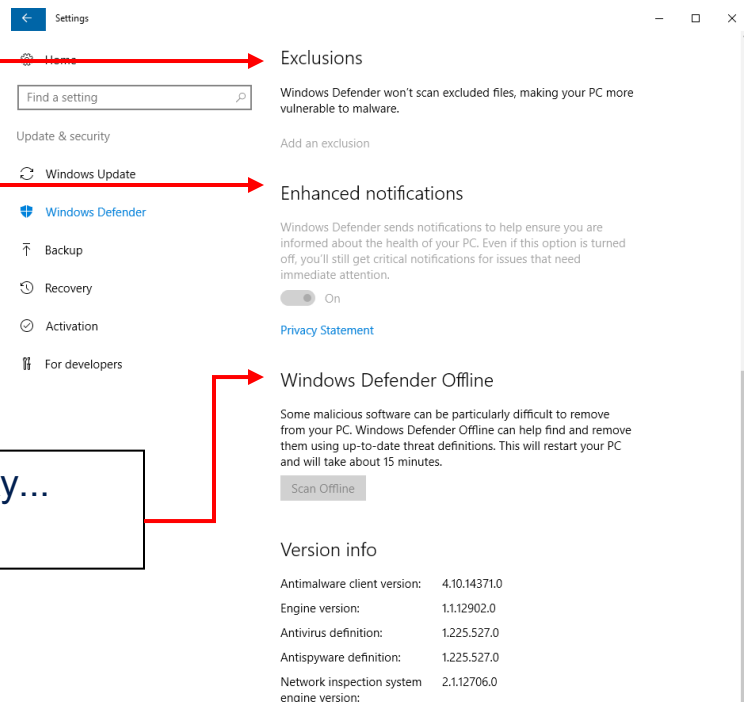 Settings
Home
Find a setting
Update & security
Windows Update
Windows Defender
Backup
Recovery
Activation
For developers
y...
Exclusions
Windows Defender won't scan excluded files, making your PC more
vulnerable to malware.
Add an exclusion
Enhanced notifications
Windows Defender sends notifications to help ensure you are
informed about the health of your PC. Even if this option is turned
off, you'll still get critical notifications for issues that need
immediate attention.
On
Privacy Statement
Windows Defender Offline
Some malicious software can be particularly difficult to remove
from your PC. Windows Defender Offline can help find and remove
them using up-to-date threat definitions. This will restart your PC
and will take about 15 minutes.
Scan Offline
Version info
Antimalware client version: 4.10.14371.0
Engine version: 1.1.12902.0
Antivirus definition: 1.225.527.0
Antispyware definition: 1.225.527.0
Network inspection system 2.1.12706.0
engine version: